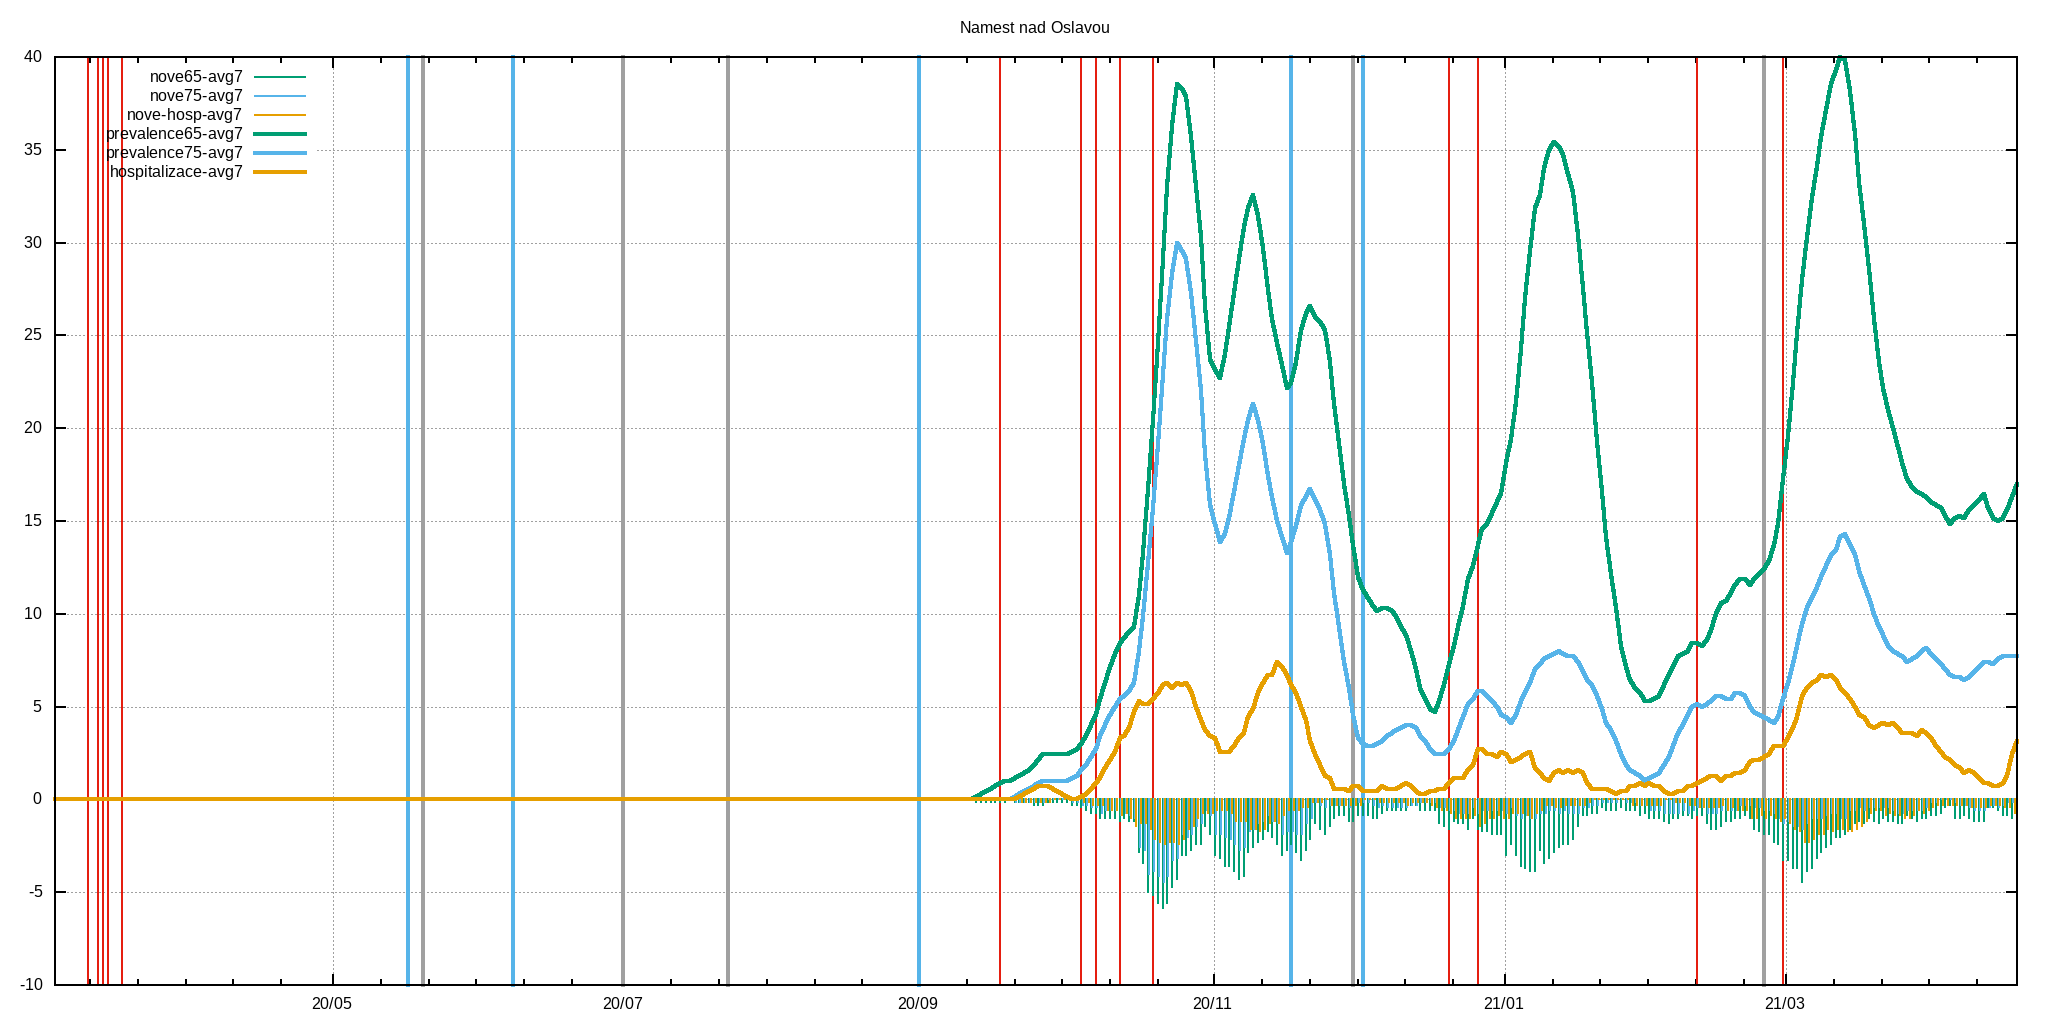 Namest nad Oslavou
40
35
30
25
20
15
10
5
0
-5
-10
nove65-avg7
nove75-avg7
nove-hosp-avg7
prevalence65-avg7
prevalence75-avg7
hospitalizace-avg7
20/05 20/07 20/09 20/11 21/01 21/03